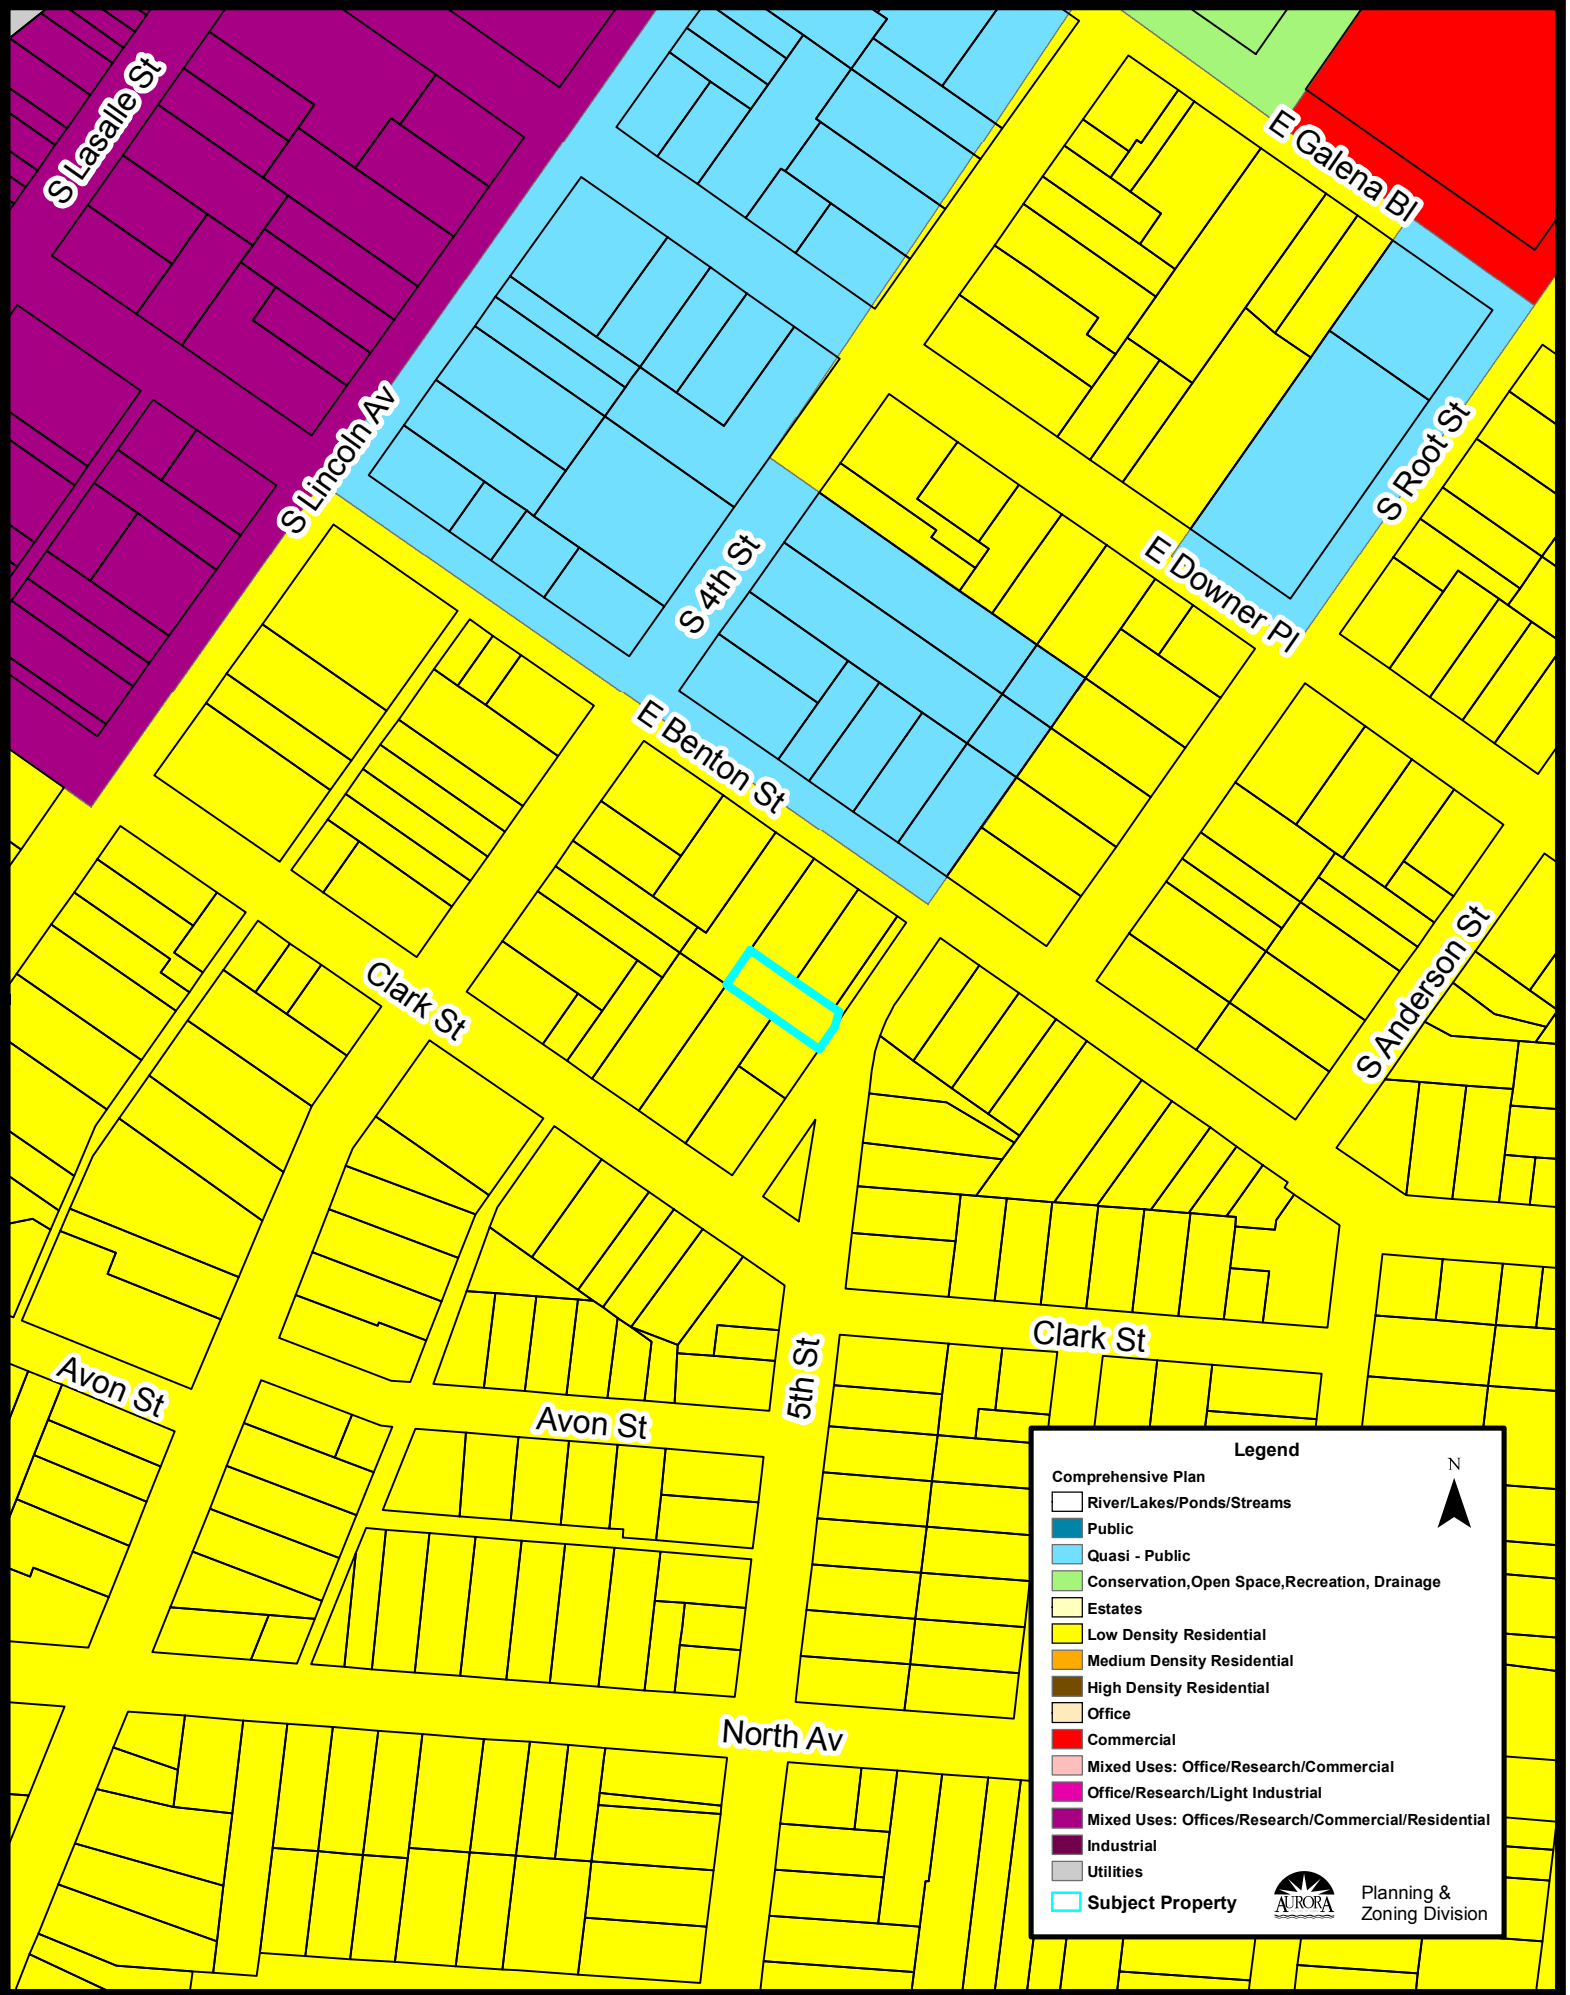 S Lasalle St
E Galena Bl
S Lincoln Av
S Root St
S 4th St
E Downer Pl
E Benton St
S Anderson St
Clark St
Clark St
5th St
Avon St
Avon St
North Av
Legend
N
Comprehensive Plan
River/Lakes/Ponds/Streams
Public
Quasi - Public
Conservation,Open Space,Recreation, Drainage
Estates
Low Density Residential
Medium Density Residential
High Density Residential
Office
Commercial
Mixed Uses: Office/Research/Commercial
Office/Research/Light Industrial
Mixed Uses: Offices/Research/Commercial/Residential
Industrial
Utilities
Subject Property
AURORA
Planning &
Zoning Division